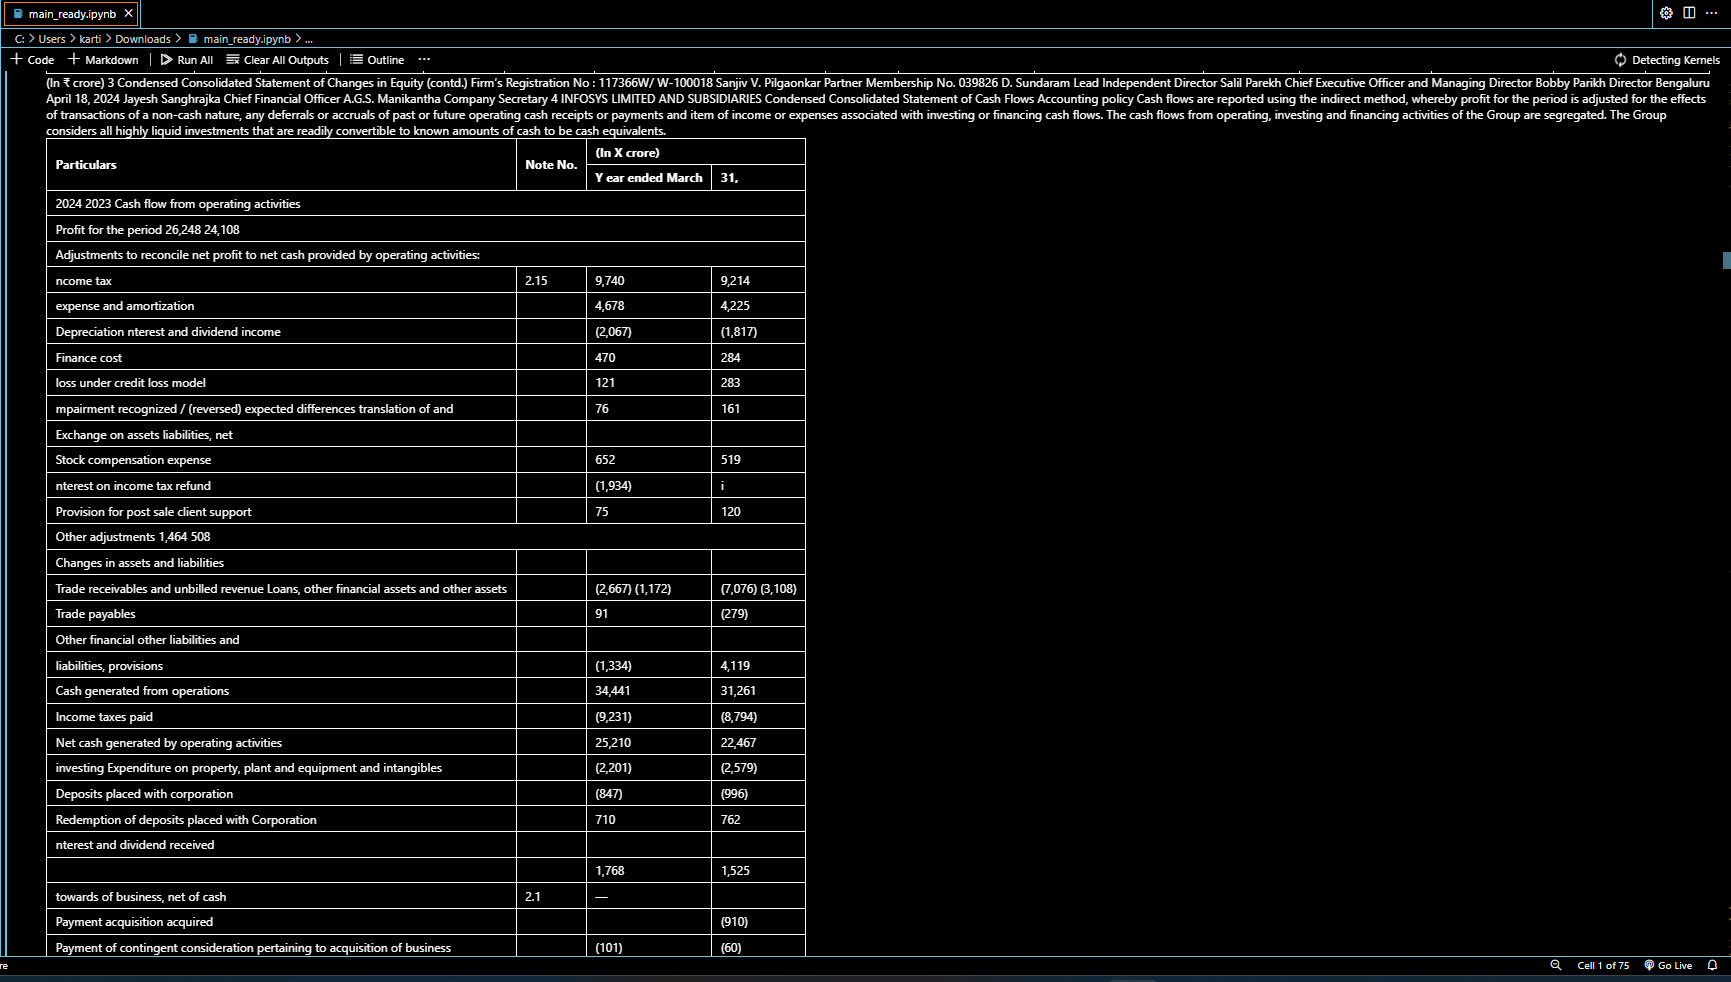 main_ready.ipynb
C: > Users > karti > Downloads > main_ready.ipynb > ...
+ Code + Markdown Run All Clear All Outputs Outline ... Detecting Kernels
(In ₹ crore) 3 Condensed Consolidated Statement of Changes in Equity (contd.) Firm's Registration No : 117366W/ W-100018 Sanjiv V. Pilgaonkar Partner Membership No. 039826 D. Sundaram Lead Independent Director Salil Parekh Chief Executive Officer and Managing Director Bobby Parikh Director Bengaluru
April 18, 2024 Jayesh Sanghrajka Chief Financial Officer A.G.S. Manikantha Company Secretary 4 INFOSYS LIMITED AND SUBSIDIARIES Condensed Consolidated Statement of Cash Flows Accounting policy Cash flows are reported using the indirect method, whereby profit for the period is adjusted for the effects
of transactions of a non-cash nature, any deferrals or accruals of past or future operating cash receipts or payments and item of income or expenses associated with investing or financing cash flows. The cash flows from operating, investing and financing activities of the Group are segregated. The Group
considers all highly liquid investments that are readily convertible to known amounts of cash to be cash equivalents.
Particulars Note No. (In X crore)
Y ear ended March 31,
2024 2023 Cash flow from operating activities
Profit for the period 26,248 24,108
Adjustments to reconcile net profit to net cash provided by operating activities:
ncome tax 2.15 9,740 9,214
expense and amortization 4,678 4,225
Depreciation nterest and dividend income (2,067) (1,817)
Finance cost 470 284
loss under credit loss model 121 283
mpairment recognized / (reversed) expected differences translation of and 76 161
Exchange on assets liabilities, net
Stock compensation expense 652 519
nterest on income tax refund (1,934) i
Provision for post sale client support 75 120
Other adjustments 1,464 508
Changes in assets and liabilities
Trade receivables and unbilled revenue Loans, other financial assets and other assets (2,667) (1,172) (7,076) (3,108)
Trade payables 91 (279)
Other financial other liabilities and
liabilities, provisions (1,334) 4,119
Cash generated from operations 34,441 31,261
Income taxes paid (9,231) (8,794)
Net cash generated by operating activities 25,210 22,467
investing Expenditure on property, plant and equipment and intangibles (2,201) (2,579)
Deposits placed with corporation (847) (996)
Redemption of deposits placed with Corporation 710 762
nterest and dividend received
1,768 1,525
towards of business, net of cash 2.1 —
Payment acquisition acquired (910)
Payment of contingent consideration pertaining to acquisition of business (101) (60)
re Cell 1 of 75 Go Live